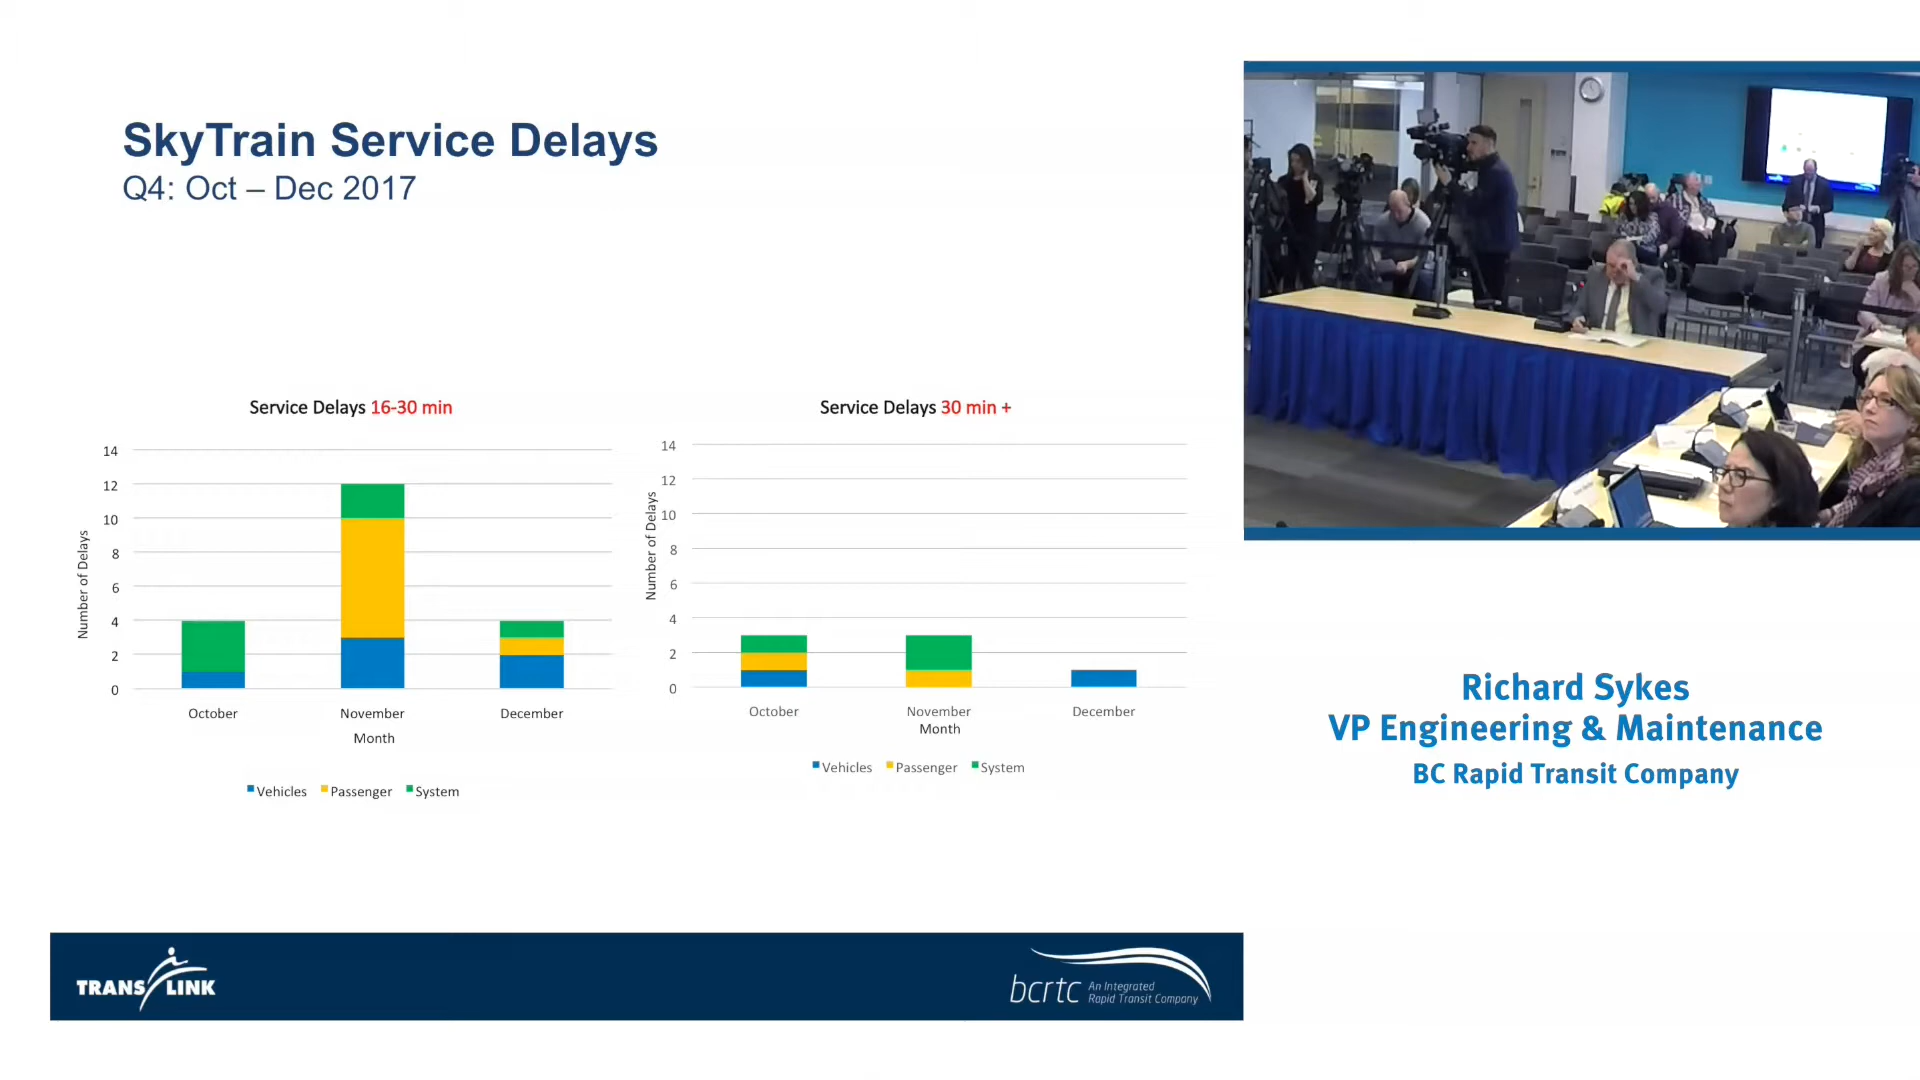 SkyTrain Service Delays
Q4: Oct – Dec 2017
Service Delays 16-30 min
14
12
10
8
6
4
2
0
Number of Delays
October
November
December
Month
Vehicles
Passenger
System
Service Delays 30 min +
14
12
10
8
6
4
2
0
Number of Delays
October
November
December
Month
Vehicles
Passenger
System
Richard Sykes
VP Engineering & Maintenance
BC Rapid Transit Company
TRANSLINK
bcrtc
An Integrated
Rapid Transit Company